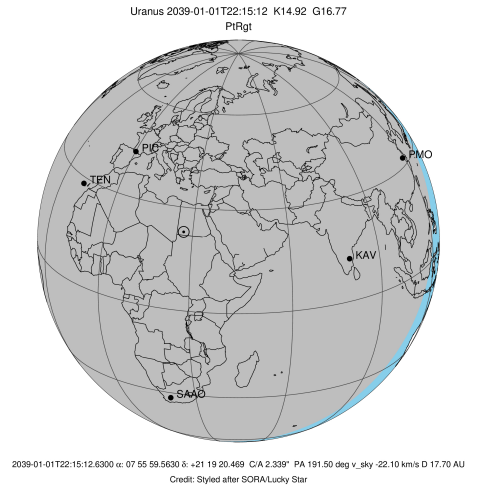 Uranus 2039-01-01T22:15:12 K14.92 G16.77
PtRgt
PIC
PMO
TEN
KAV
SAAO
2039-01-01T22:15:12.6300 α: 07 55 59.5630 δ: +21 19 20.469 C/A 2.339" PA 191.50 deg v_sky -22.10 km/s D 17.70 AU
Credit: Styled after SORA/Lucky Star